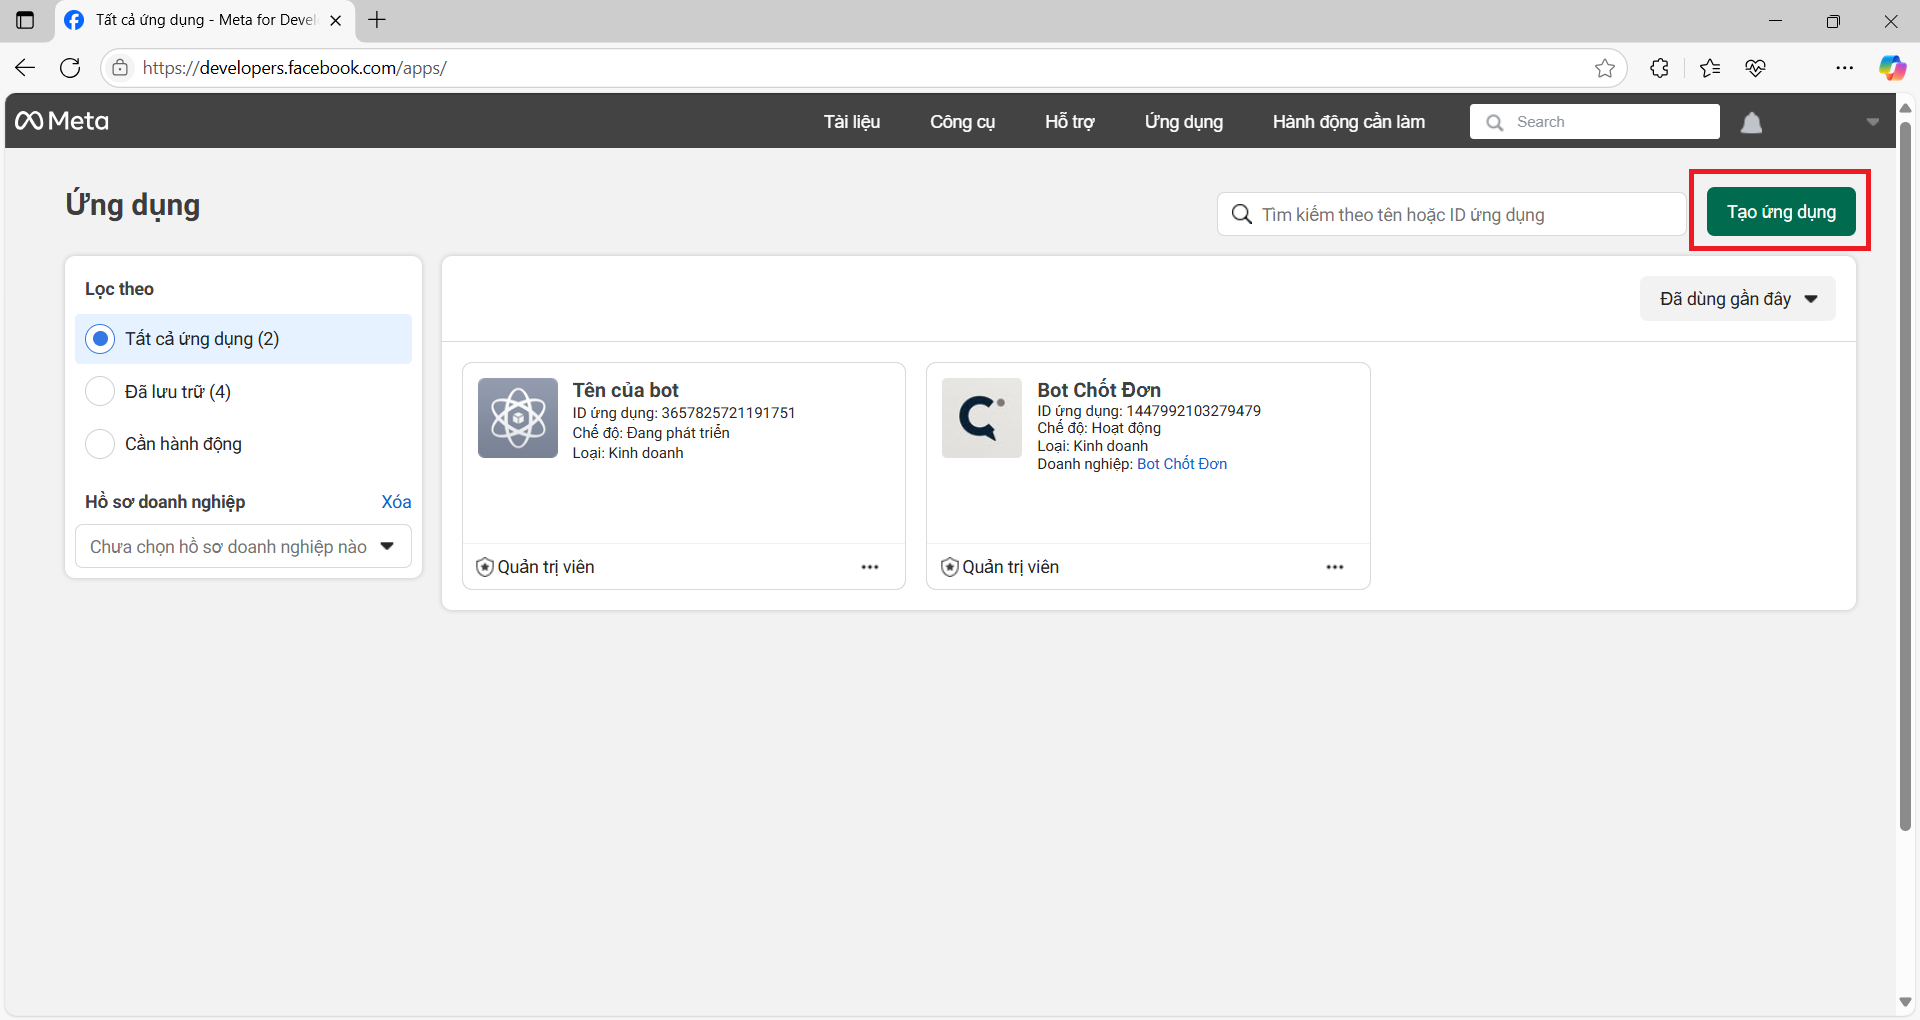 Tất cả ứng dụng - Meta for Devel
https://developers.facebook.com/apps/
Meta
Tài liệu
Công cụ
Hỗ trợ
Ứng dụng
Hành động cần làm
Search
Ứng dụng
Tìm kiếm theo tên hoặc ID ứng dụng
Tạo ứng dụng
Lọc theo
Tất cả ứng dụng (2)
Đã lưu trữ (4)
Cần hành động
Hồ sơ doanh nghiệp
Xóa
Chưa chọn hồ sơ doanh nghiệp nào
Đã dùng gần đây
Tên của bot
ID ứng dụng: 3657825721191751
Chế độ: Đang phát triển
Loại: Kinh doanh
Quản trị viên
Bot Chốt Đơn
ID ứng dụng: 1447992103279479
Chế độ: Hoạt động
Loại: Kinh doanh
Doanh nghiệp: Bot Chốt Đơn
Quản trị viên